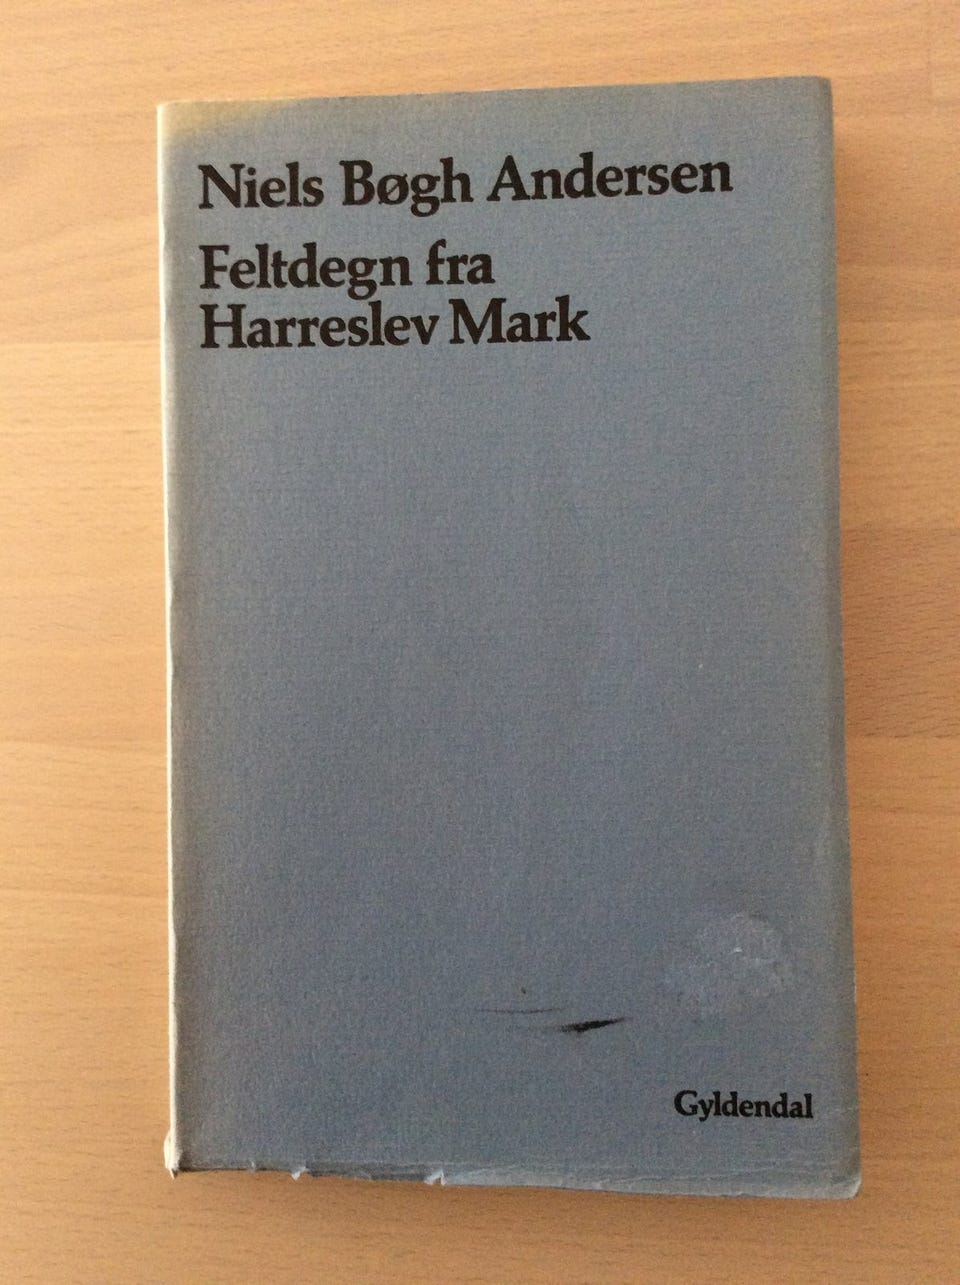 Niels Bøgh Andersen
Feltdegn fra
Harreslev Mark
Gyldendal